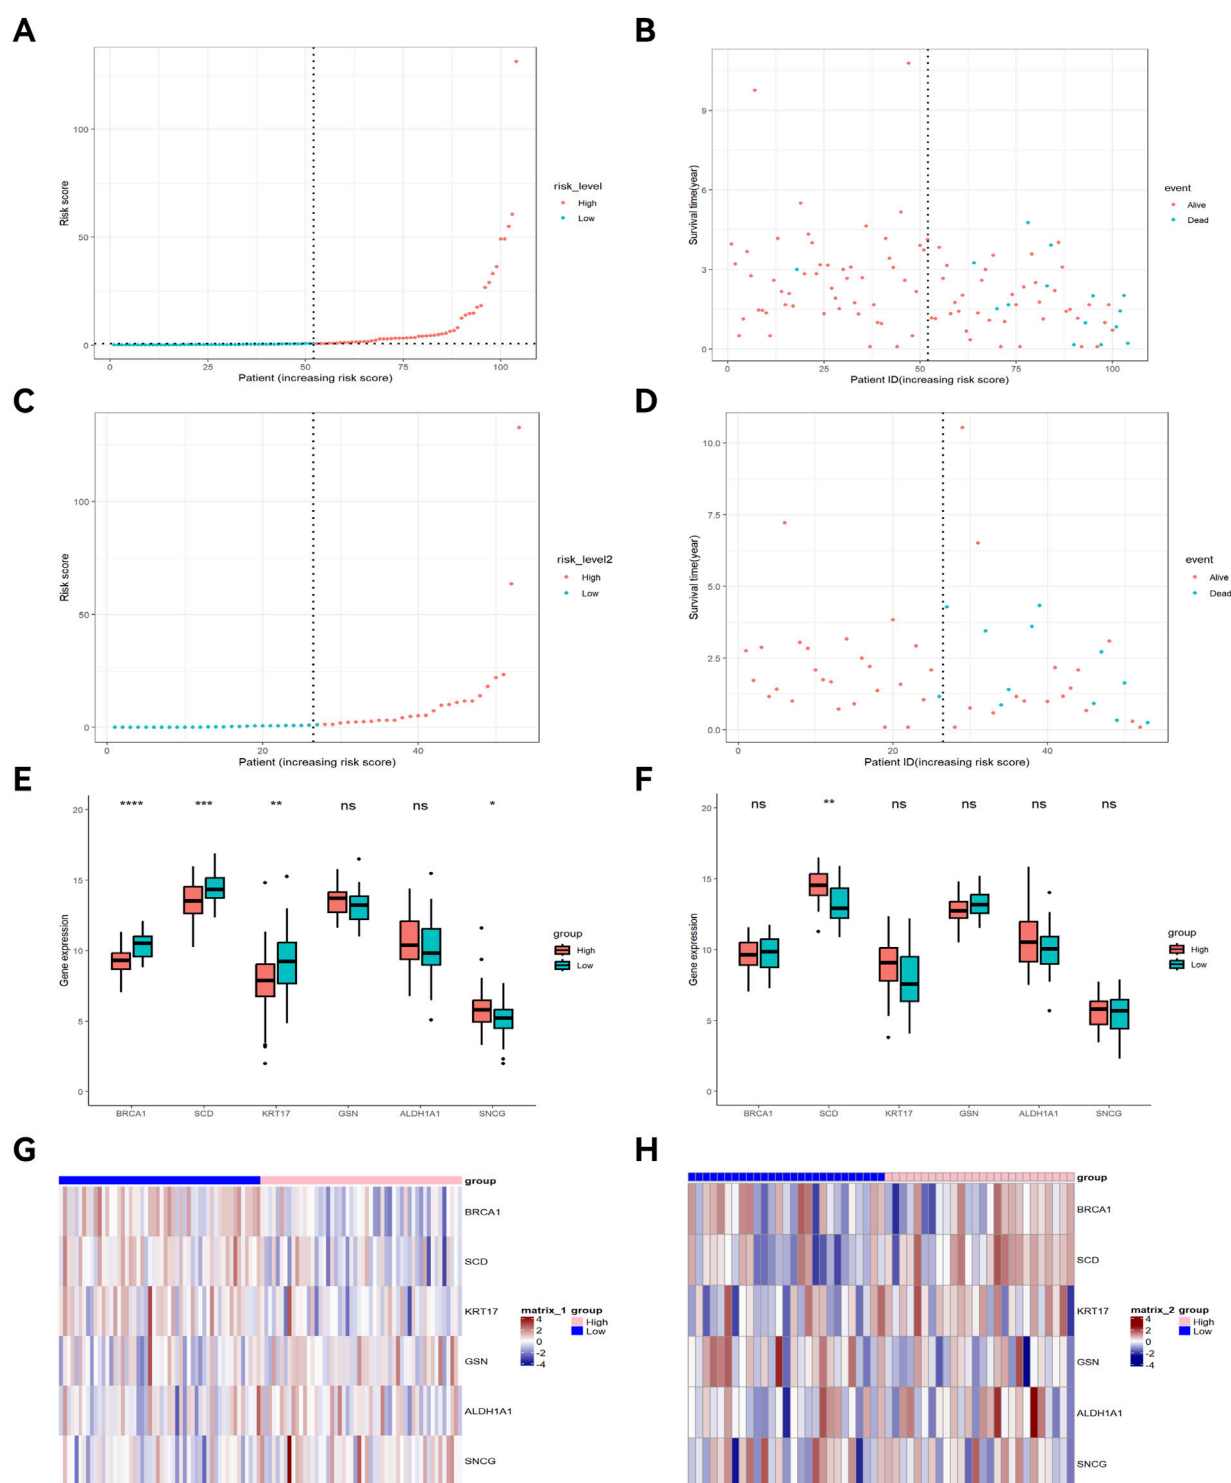 A
100
50
0
Risk score
0
25
50
75
100
Patient (increasing risk score)
risk_level
High
Low
B
9
6
3
0
Survival time(year)
0
25
50
75
100
Patient ID(increasing risk score)
event
Alive
Dead
C
100
50
0
Risk score
0
20
40
Patient (increasing risk score)
risk_level2
High
Low
D
10.0
7.5
5.0
2.5
0.0
Survival time(year)
0
20
40
Patient ID(increasing risk score)
event
Alive
Dead
E
**** *** ** ns ns *
20
15
10
5
0
Gene expression
BRCA1 SCD KRT17 GSN ALDH1A1 SNCG
group
High
Low
F
ns ** ns ns ns ns
20
15
10
5
0
Gene expression
BRCA1 SCD KRT17 GSN ALDH1A1 SNCG
group
High
Low
G
group
BRCA1
SCD
KRT17
GSN
ALDH1A1
SNCG
matrix_1 group
4
2
0
-2
-4
High
Low
H
group
BRCA1
SCD
KRT17
GSN
ALDH1A1
SNCG
matrix_2 group
4
2
0
-2
-4
High
Low